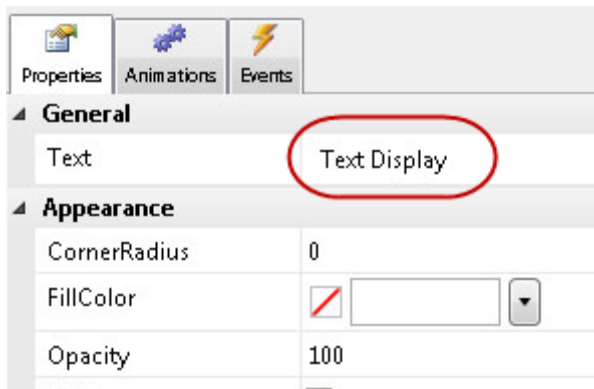 Properties Animations Events
General
Text Text Display
Appearance
CornerRadius 0
FillColor
Opacity 100